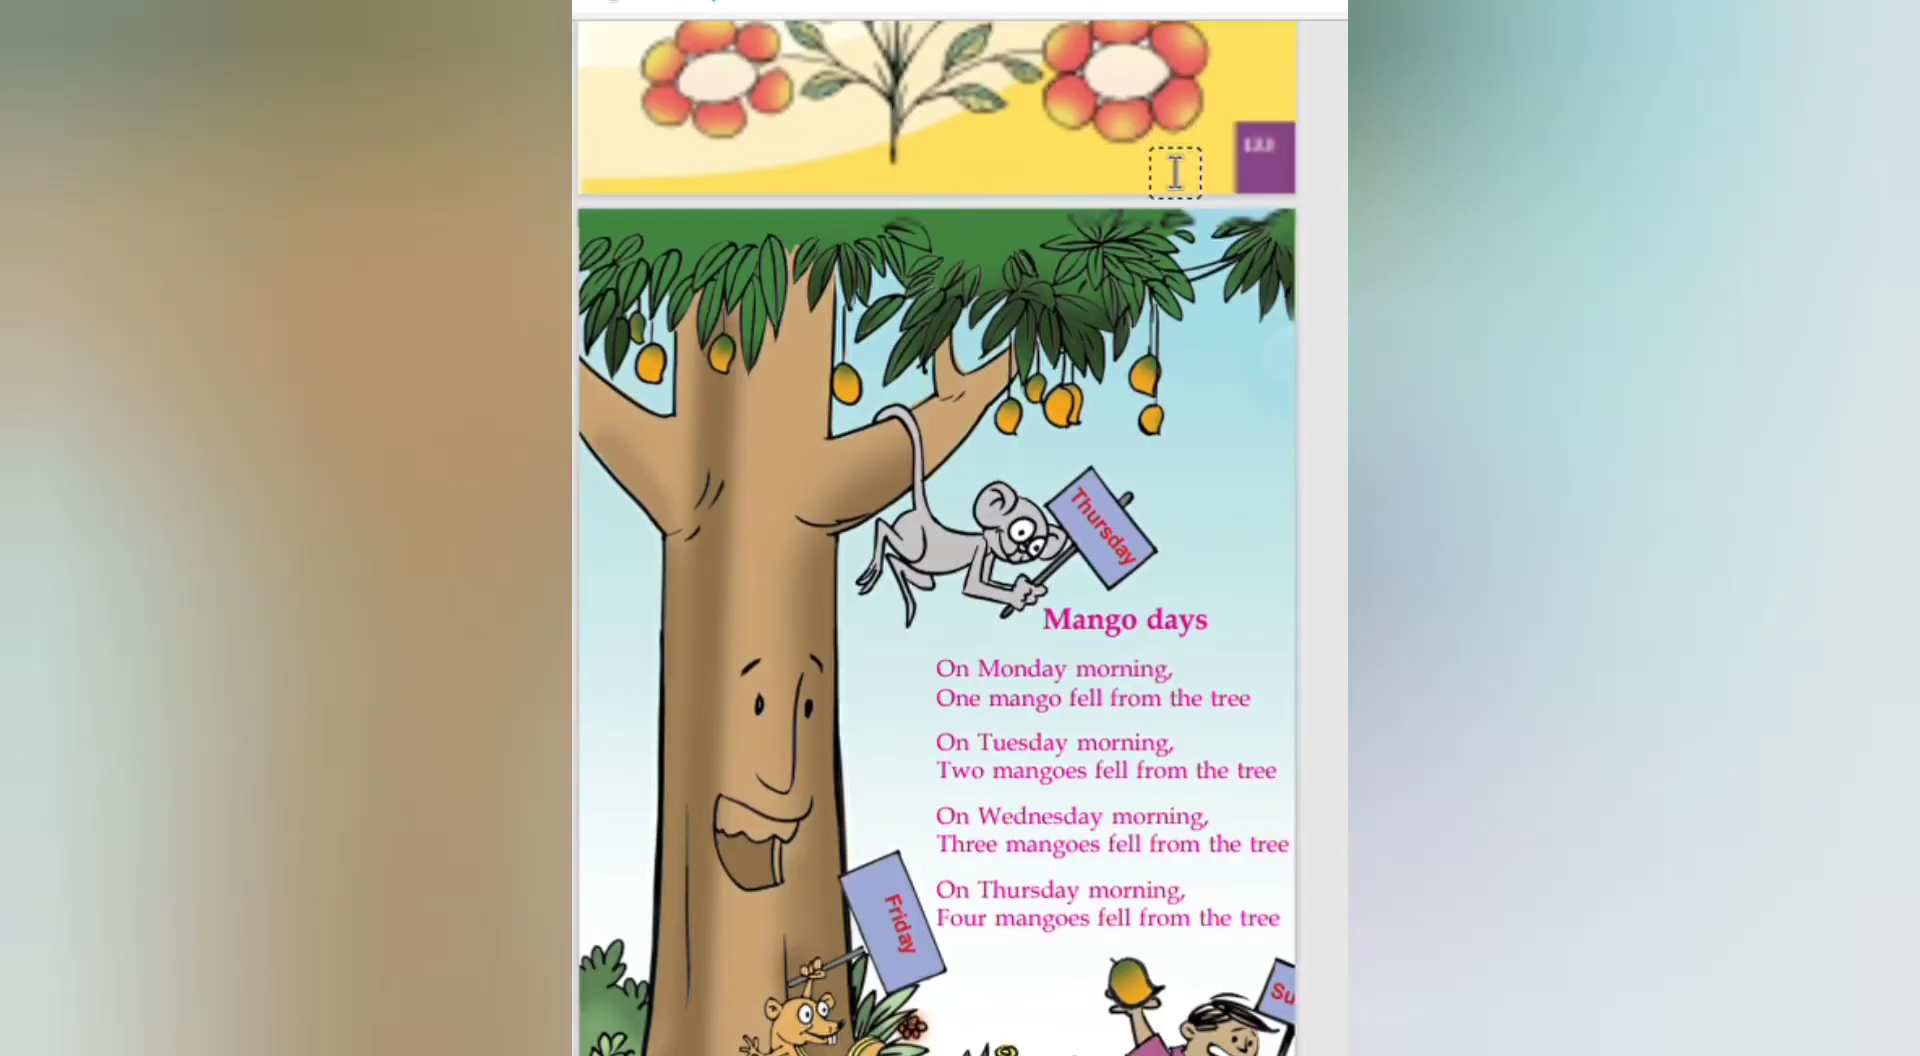 Thursday
Mango days
On Monday morning,
One mango fell from the tree
On Tuesday morning,
Two mangoes fell from the tree
On Wednesday morning,
Three mangoes fell from the tree
On Thursday morning,
Four mangoes fell from the tree
Friday
Su